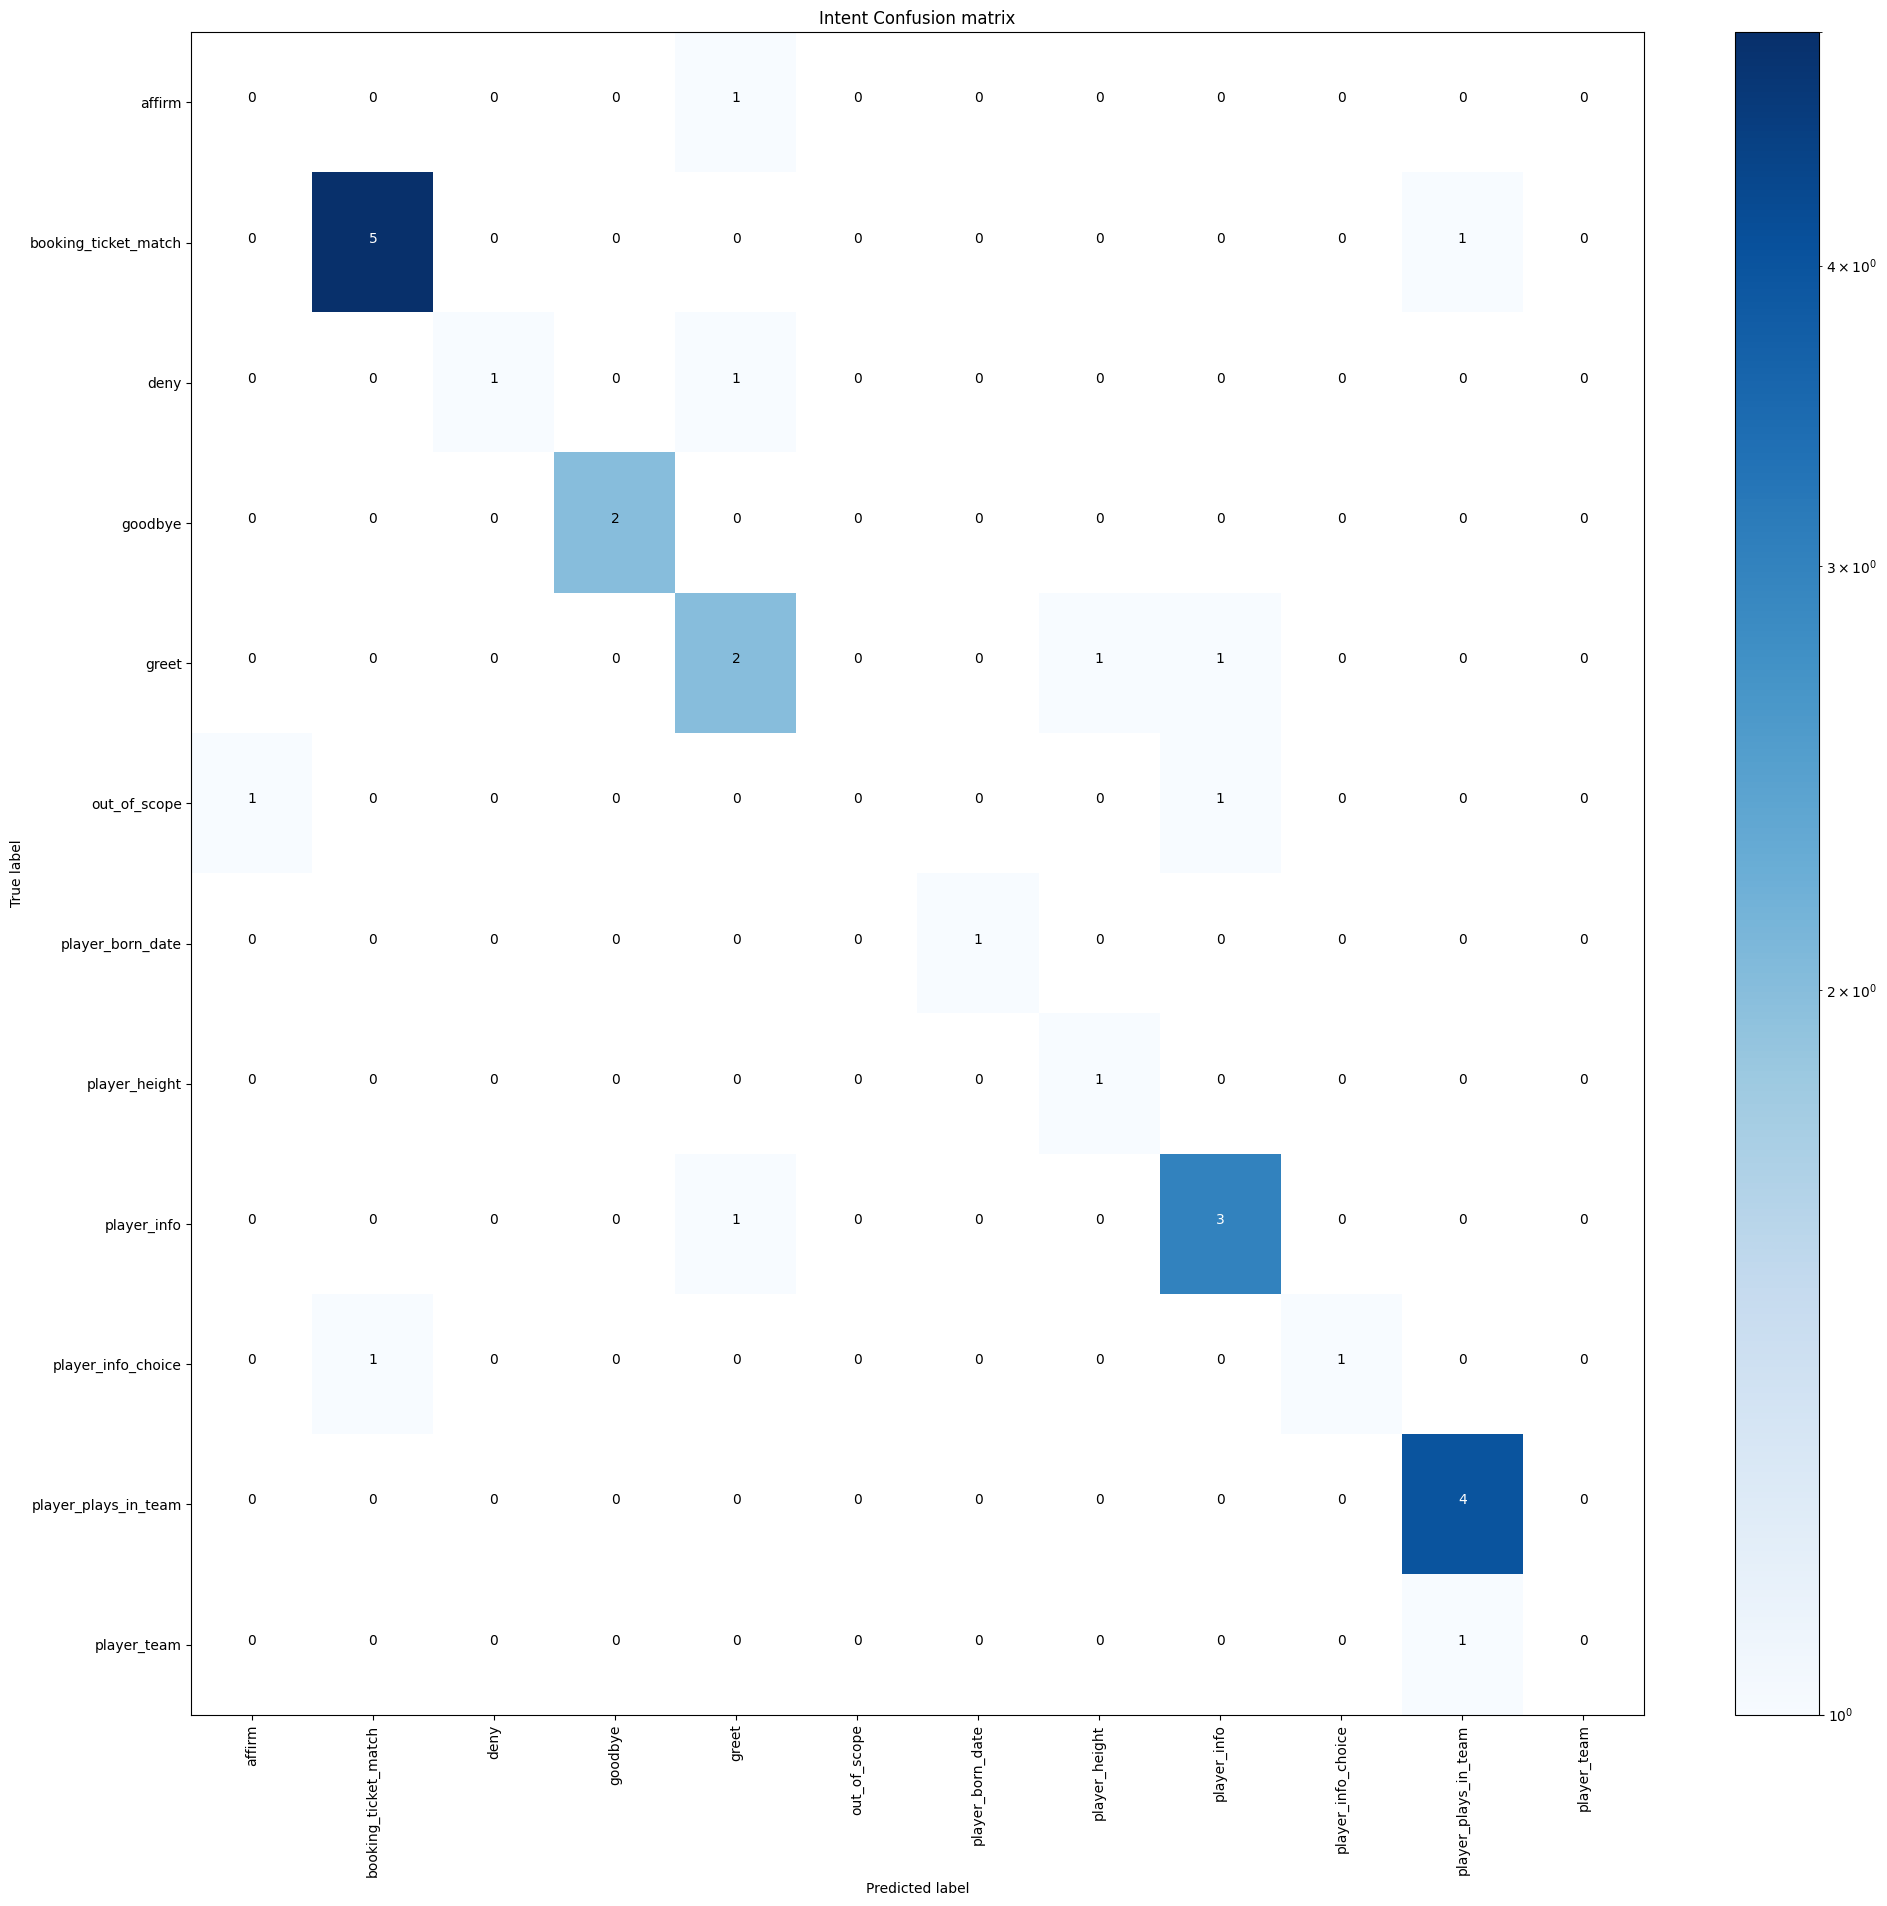 Intent Confusion matrix
affirm 0 0 0 0 1 0 0 0 0 0 0 0
booking_ticket_match 0 5 0 0 0 0 0 0 0 0 1 0
deny 0 0 1 0 1 0 0 0 0 0 0 0
goodbye 0 0 0 2 0 0 0 0 0 0 0 0
greet 0 0 0 0 2 0 0 1 1 0 0 0
out_of_scope 1 0 0 0 0 0 0 0 1 0 0 0
player_born_date 0 0 0 0 0 0 1 0 0 0 0 0
player_height 0 0 0 0 0 0 0 1 0 0 0 0
player_info 0 0 0 0 1 0 0 0 3 0 0 0
player_info_choice 0 1 0 0 0 0 0 0 0 1 0 0
player_plays_in_team 0 0 0 0 0 0 0 0 0 0 4 0
player_team 0 0 0 0 0 0 0 0 0 0 1 0
True label
affirm
booking_ticket_match
deny
goodbye
greet
out_of_scope
player_born_date
player_height
player_info
player_info_choice
player_plays_in_team
player_team
Predicted label
4 × 10⁰
3 × 10⁰
2 × 10⁰
10⁰